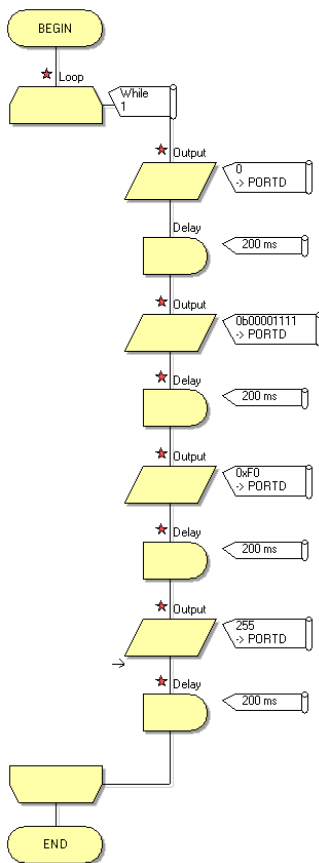 BEGIN
Loop
While
1
Output
0
-> PORTD
Delay
200 ms
Output
0b00001111
-> PORTD
Delay
200 ms
Output
0xF0
-> PORTD
Delay
200 ms
Output
255
-> PORTD
Delay
200 ms
END